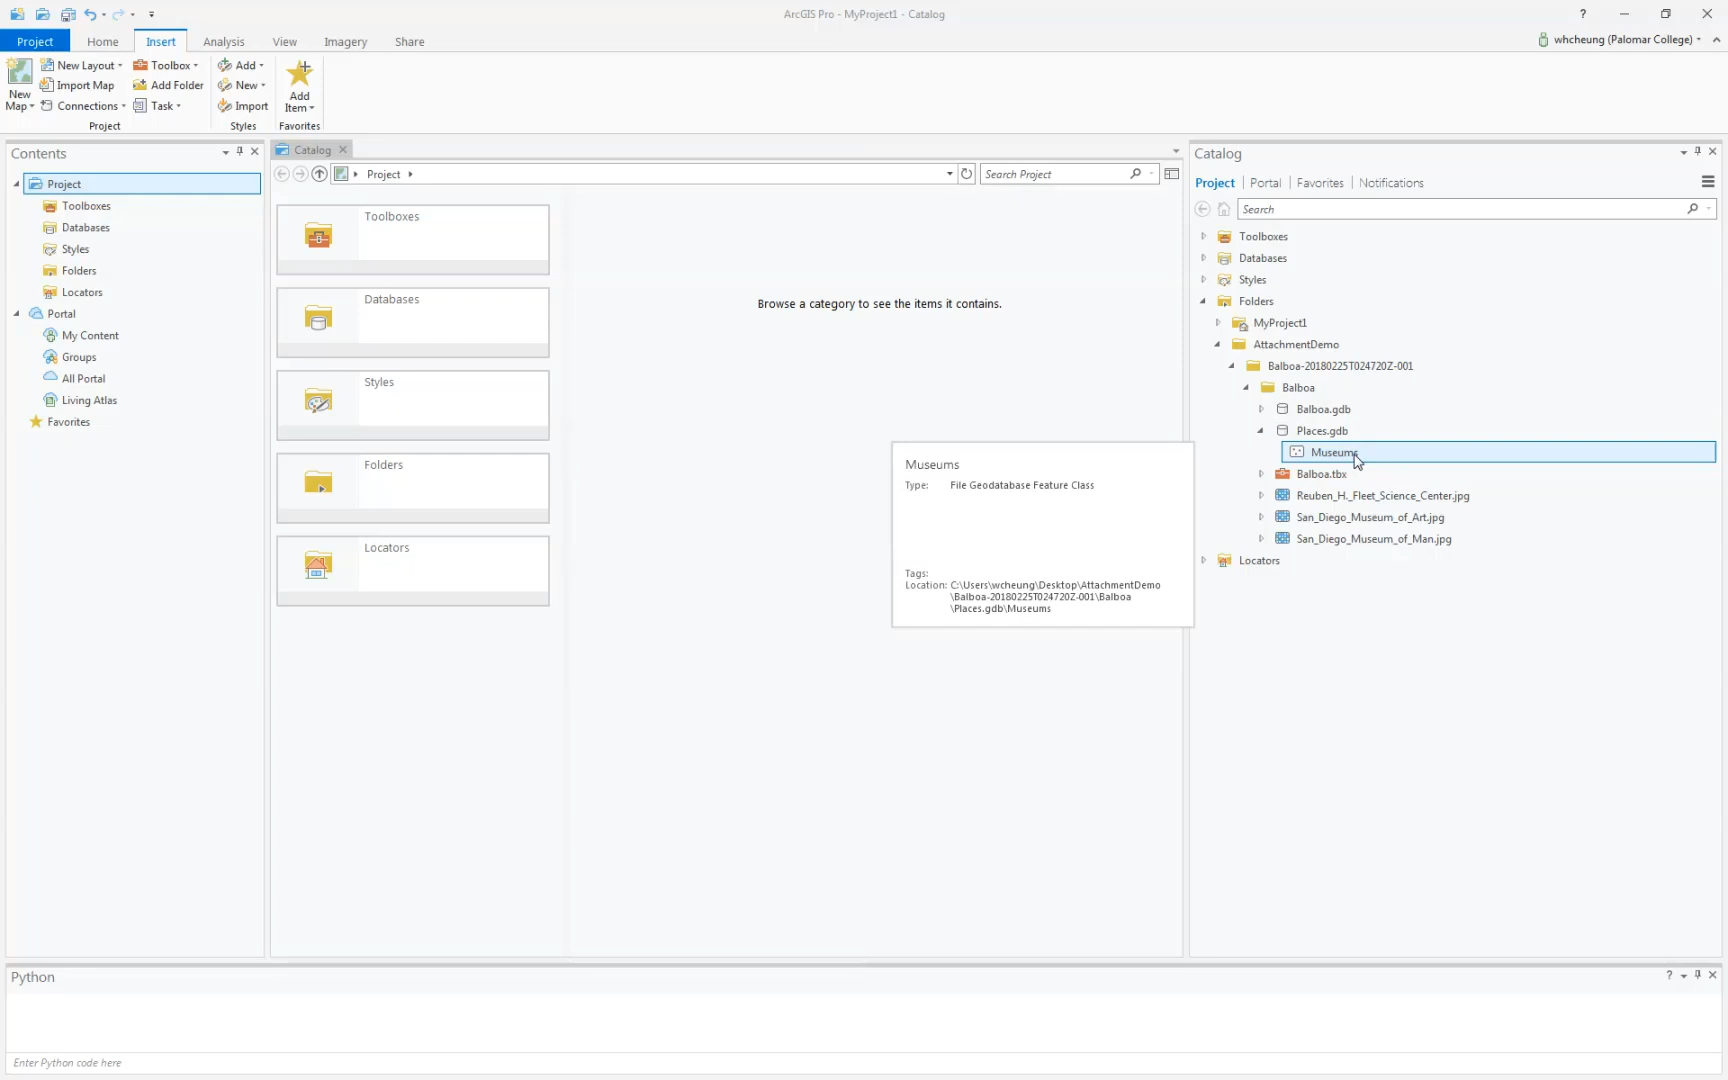 ArcGIS Pro - MyProject1 - Catalog
?
Project
Home
Insert
Analysis
View
Imagery
Share
whcheung (Palomar College)
New Map
New Layout
Import Map
Connections
Toolbox
Add Folder
Task
Project
Add
New
Import
Styles
Add Item
Favorites
Contents
Project
Toolboxes
Databases
Styles
Folders
Locators
Portal
My Content
Groups
All Portal
Living Atlas
Favorites
Catalog
Project
Search Project
Toolboxes
Databases
Styles
Folders
Locators
Browse a category to see the items it contains.
Museums
Type: File Geodatabase Feature Class
Tags:
Location: C:\Users\wcheung\Desktop\AttachmentDemo
\Balboa-20180225T024720Z-001\Balboa
\Places.gdb\Museums
Catalog
Project
Portal
Favorites
Notifications
Search
Toolboxes
Databases
Styles
Folders
MyProject1
AttachmentDemo
Balboa-20180225T024720Z-001
Balboa
Balboa.gdb
Places.gdb
Museums
Balboa.tbx
Reuben_H._Fleet_Science_Center.jpg
San_Diego_Museum_of_Art.jpg
San_Diego_Museum_of_Man.jpg
Locators
Python
?
Enter Python code here